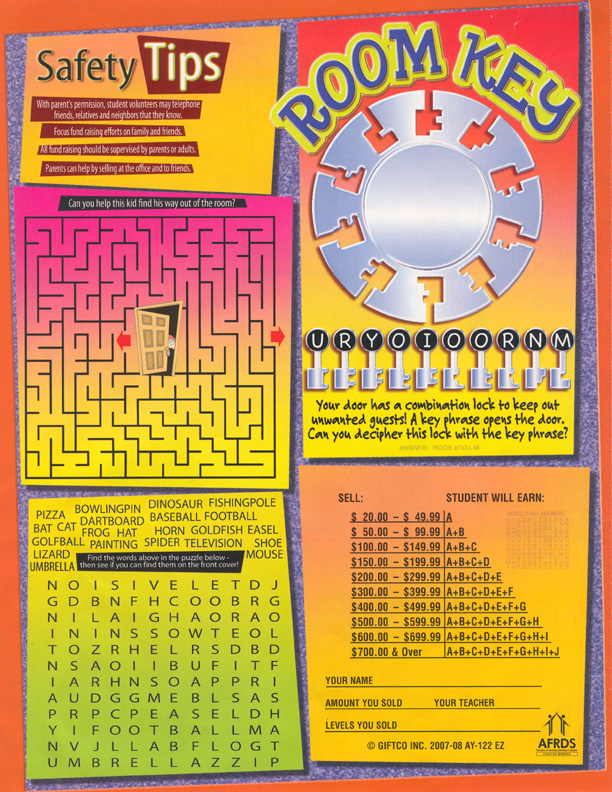 Safety Tips
With parent's permission, student volunteers may telephone
friends, relatives and neighbors that they know.
Focus fund raising efforts on family and friends.
All fund raising should be supervised by parents or adults.
Parents can help by selling at the office and to friends.
ROOM KEY
U R Y O I O O R N M
Your door has a combination lock to keep out
unwanted guests! A key phrase opens the door.
Can you decipher this lock with the key phrase?
ANSWER:
Can you help this kid find his way out of the room?
PIZZA BOWLINGPIN DINOSAUR FISHINGPOLE
BAT CAT DARTBOARD BASEBALL FOOTBALL
GOLFBALL FROG HAT HORN GOLDFISH EASEL
LIZARD PAINTING SPIDER TELEVISION SHOE
UMBRELLA MOUSE
Find the words above in the puzzle below -
then see if you can find them on the front cover!
N O I S I V E L E T D J
G D B N F H C O O B R G
N I L A I G H A O R A O
I N I N S S O W T E O L
T O Z R H E L R S D B D
N S A O I I B U F I T F
I A R H N S O A P P R I
A U D G G M E B L S A S
P R P C P E A S E L D H
Y I F O O T B A L L M A
N V J L L A B F L O G T
U M B R E L L A Z Z I P
SELL: STUDENT WILL EARN:
$ 20.00 – $ 49.99 A
$ 50.00 – $ 99.99 A+B
$100.00 – $149.99 A+B+C
$150.00 – $199.99 A+B+C+D
$200.00 – $299.99 A+B+C+D+E
$300.00 – $399.99 A+B+C+D+E+F
$400.00 – $499.99 A+B+C+D+E+F+G
$500.00 – $599.99 A+B+C+D+E+F+G+H
$600.00 – $699.99 A+B+C+D+E+F+G+H+I
$700.00 & Over A+B+C+D+E+F+G+H+I+J
WORD FIND ANSWERS
YOUR NAME
AMOUNT YOU SOLD YOUR TEACHER
LEVELS YOU SOLD
© GIFTCO INC. 2007-08 AY-122 EZ
AFRDS